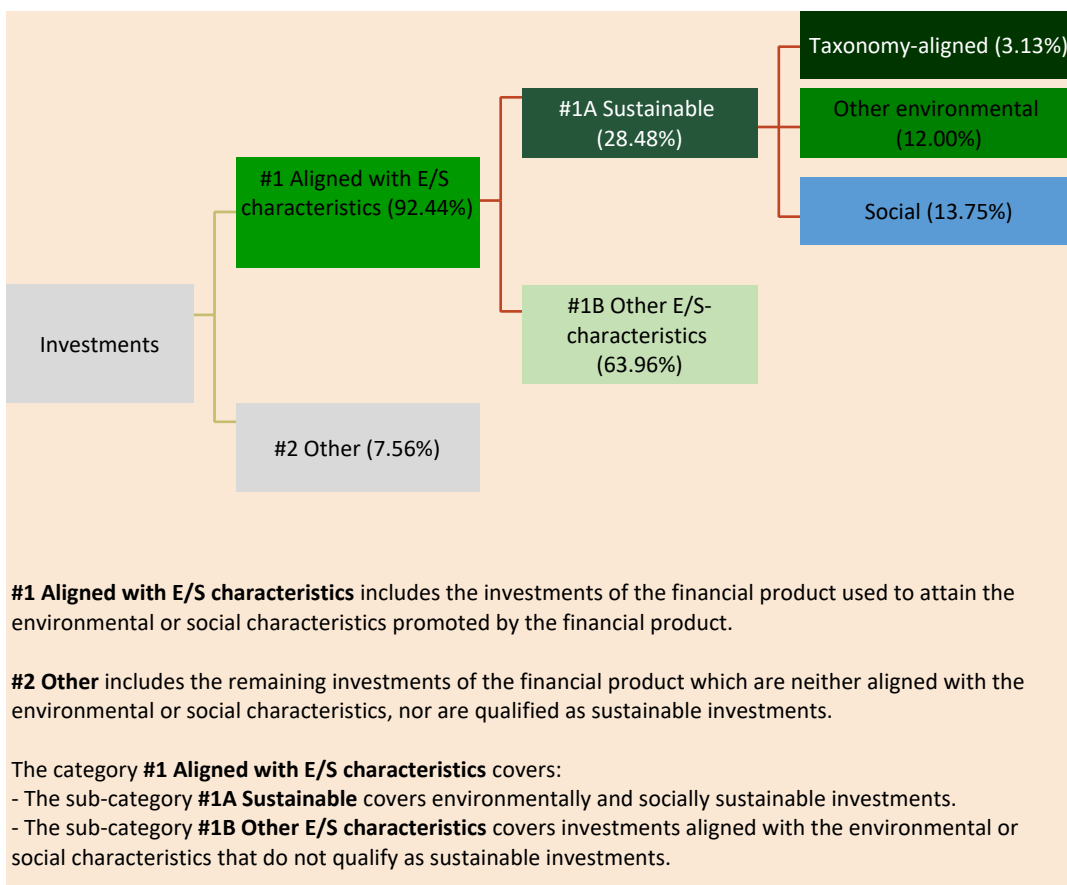 Taxonomy-aligned (3.13%)
#1A Sustainable
(28.48%)
Other environmental
(12.00%)
#1 Aligned with E/S
characteristics (92.44%)
Social (13.75%)
Investments
#1B Other E/S-
characteristics
(63.96%)
#2 Other (7.56%)
#1 Aligned with E/S characteristics includes the investments of the financial product used to attain the
environmental or social characteristics promoted by the financial product.
#2 Other includes the remaining investments of the financial product which are neither aligned with the
environmental or social characteristics, nor are qualified as sustainable investments.
The category #1 Aligned with E/S characteristics covers:
- The sub-category #1A Sustainable covers environmentally and socially sustainable investments.
- The sub-category #1B Other E/S characteristics covers investments aligned with the environmental or
social characteristics that do not qualify as sustainable investments.